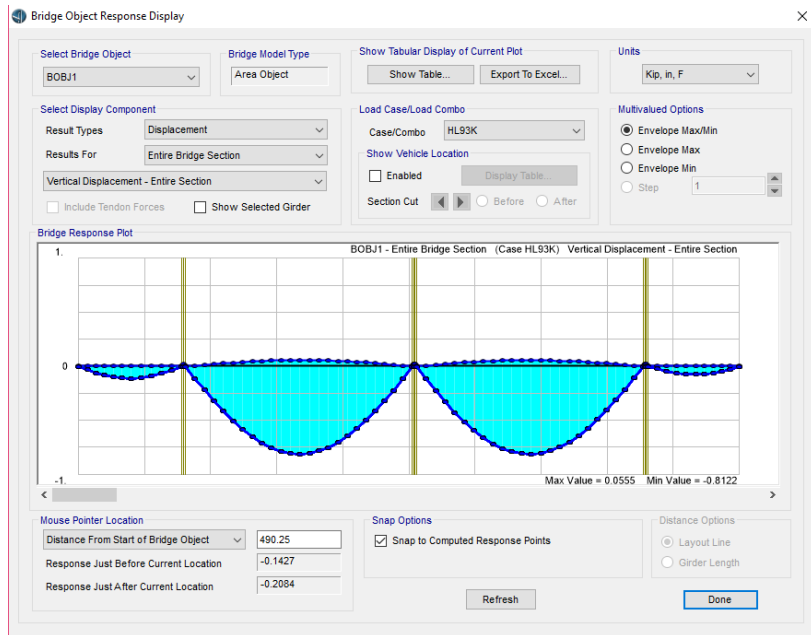 Bridge Object Response Display
Select Bridge Object
BOBJ1
Bridge Model Type
Area Object
Show Tabular Display of Current Plot
Show Table...
Export To Excel...
Units
Kip, in, F
Select Display Component
Result Types
Displacement
Results For
Entire Bridge Section
Vertical Displacement - Entire Section
Include Tendon Forces
Show Selected Girder
Load Case/Load Combo
Case/Combo
HL93K
Show Vehicle Location
Enabled
Display Table...
Section Cut
Before
After
Multivalued Options
Envelope Max/Min
Envelope Max
Envelope Min
Step
1
Bridge Response Plot
BOBJ1 - Entire Bridge Section (Case HL93K) Vertical Displacement - Entire Section
1.
0
-1.
Max Value = 0.0555 Min Value = -0.8122
Mouse Pointer Location
Distance From Start of Bridge Object
490.25
Response Just Before Current Location
-0.1427
Response Just After Current Location
-0.2084
Snap Options
Snap to Computed Response Points
Distance Options
Layout Line
Girder Length
Refresh
Done